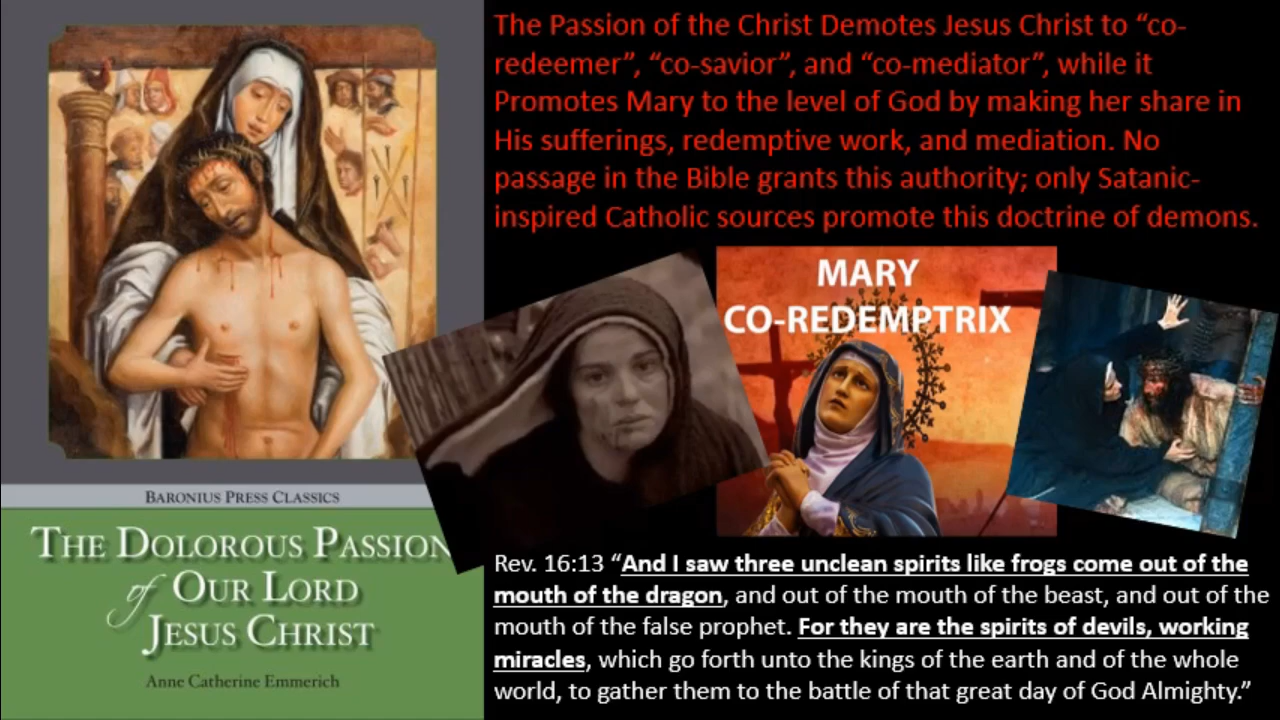 The Passion of the Christ Demotes Jesus Christ to “co-
redeemer”, “co-savior”, and “co-mediator”, while it
Promotes Mary to the level of God by making her share in
His sufferings, redemptive work, and mediation. No
passage in the Bible grants this authority; only Satanic-
inspired Catholic sources promote this doctrine of demons.
MARY
CO-REDEMPTRIX
BARONIUS PRESS CLASSICS
THE DOLOROUS PASSION
of OUR LORD
JESUS CHRIST
Anne Catherine Emmerich
Rev. 16:13 “And I saw three unclean spirits like frogs come out of the
mouth of the dragon, and out of the mouth of the beast, and out of the
mouth of the false prophet. For they are the spirits of devils, working
miracles, which go forth unto the kings of the earth and of the whole
world, to gather them to the battle of that great day of God Almighty.”